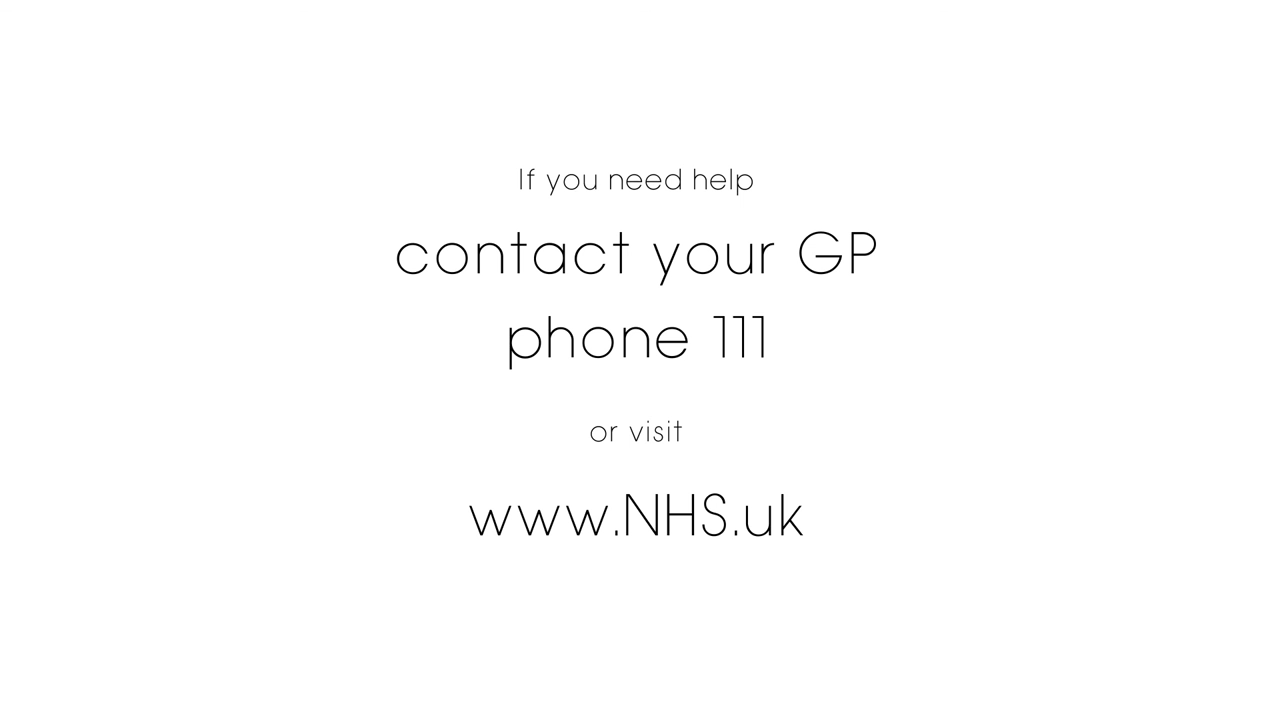 If you need help
contact your GP
phone 111
or visit
www.NHS.uk